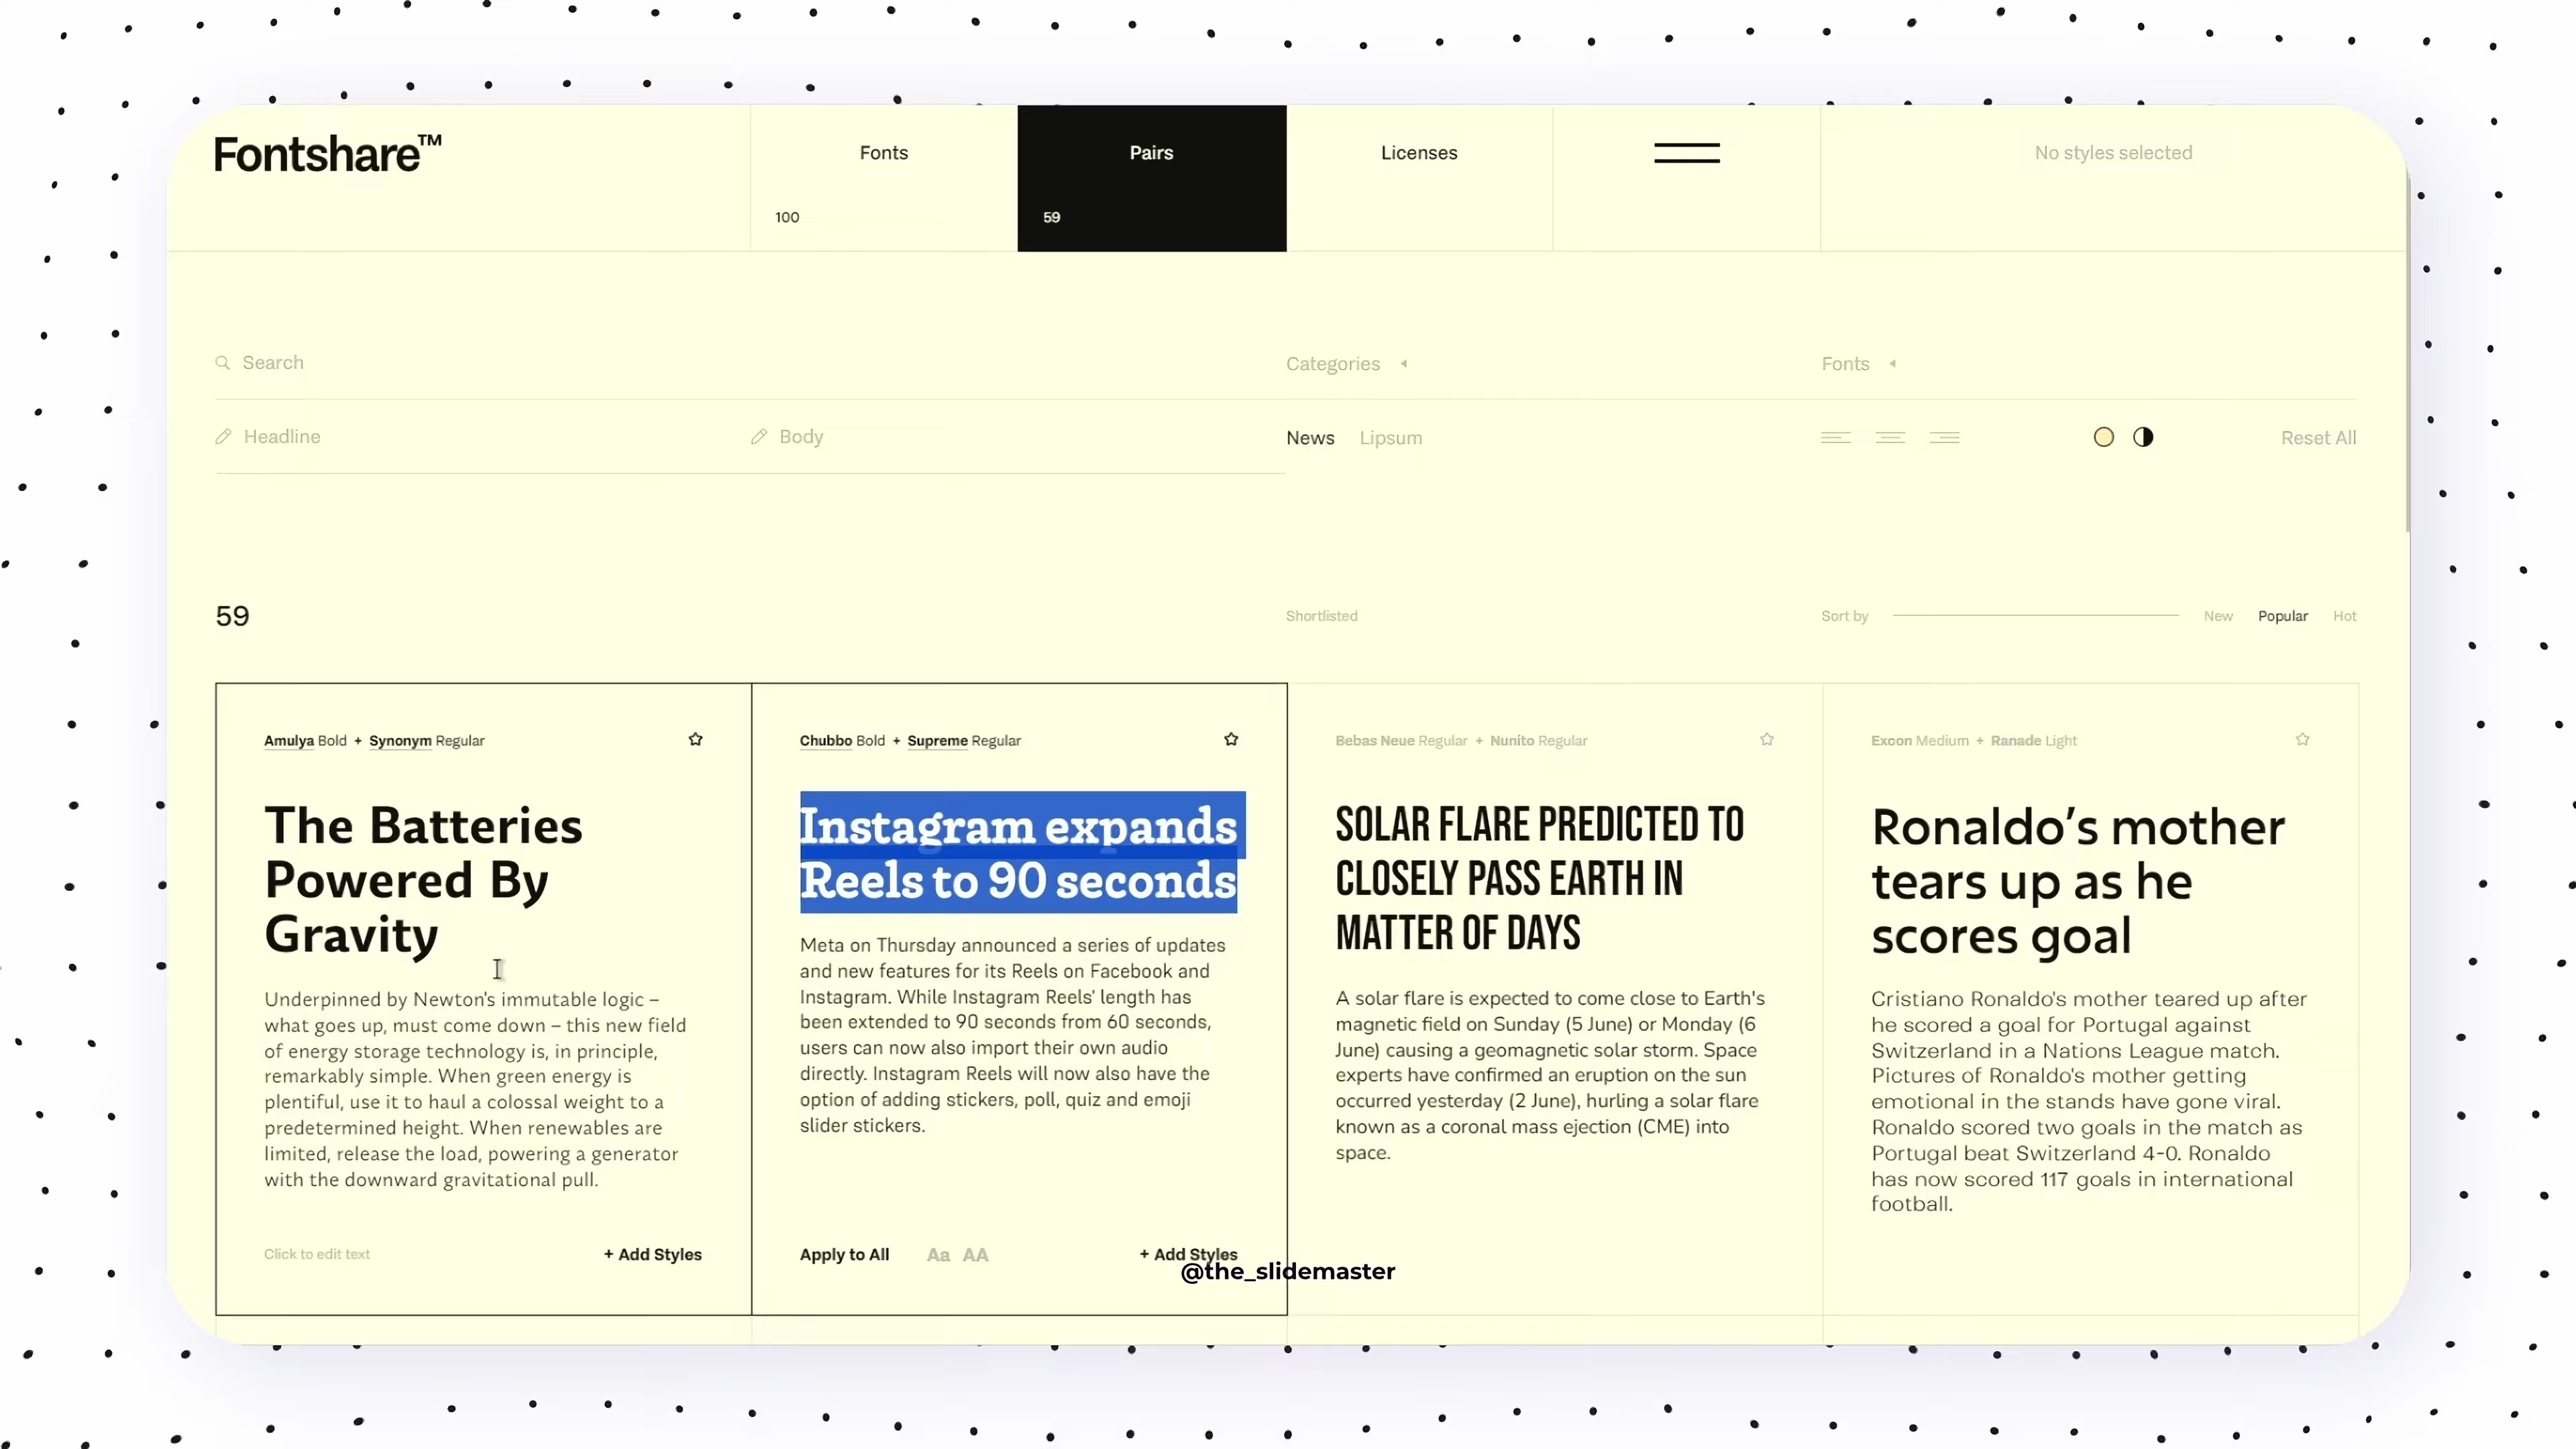 Fontshare™
Fonts
Pairs
Licenses
No styles selected
100
59
Search
Categories
Fonts
Headline
Body
News
Lipsum
Reset All
59
Shortlisted
Sort by
New
Popular
Hot
Amulya Bold + Synonym Regular
The Batteries
Powered By
Gravity
Underpinned by Newton's immutable logic –
what goes up, must come down – this new field
of energy storage technology is, in principle,
remarkably simple. When green energy is
plentiful, use it to haul a colossal weight to a
predetermined height. When renewables are
limited, release the load, powering a generator
with the downward gravitational pull.
Click to edit text
+ Add Styles
Chubbo Bold + Supreme Regular
Instagram expands
Reels to 90 seconds
Meta on Thursday announced a series of updates
and new features for its Reels on Facebook and
Instagram. While Instagram Reels' length has
been extended to 90 seconds from 60 seconds,
users can now also import their own audio
directly. Instagram Reels will now also have the
option of adding stickers, poll, quiz and emoji
slider stickers.
Apply to All
Aa AA
+ Add Styles
Bebas Neue Regular + Nunito Regular
SOLAR FLARE PREDICTED TO
CLOSELY PASS EARTH IN
MATTER OF DAYS
A solar flare is expected to come close to Earth's
magnetic field on Sunday (5 June) or Monday (6
June) causing a geomagnetic solar storm. Space
experts have confirmed an eruption on the sun
occurred yesterday (2 June), hurling a solar flare
known as a coronal mass ejection (CME) into
space.
Excon Medium + Ranade Light
Ronaldo’s mother
tears up as he
scores goal
Cristiano Ronaldo's mother teared up after
he scored a goal for Portugal against
Switzerland in a Nations League match.
Pictures of Ronaldo's mother getting
emotional in the stands have gone viral.
Ronaldo scored two goals in the match as
Portugal beat Switzerland 4-0. Ronaldo
has now scored 117 goals in international
football.
@the_slidemaster